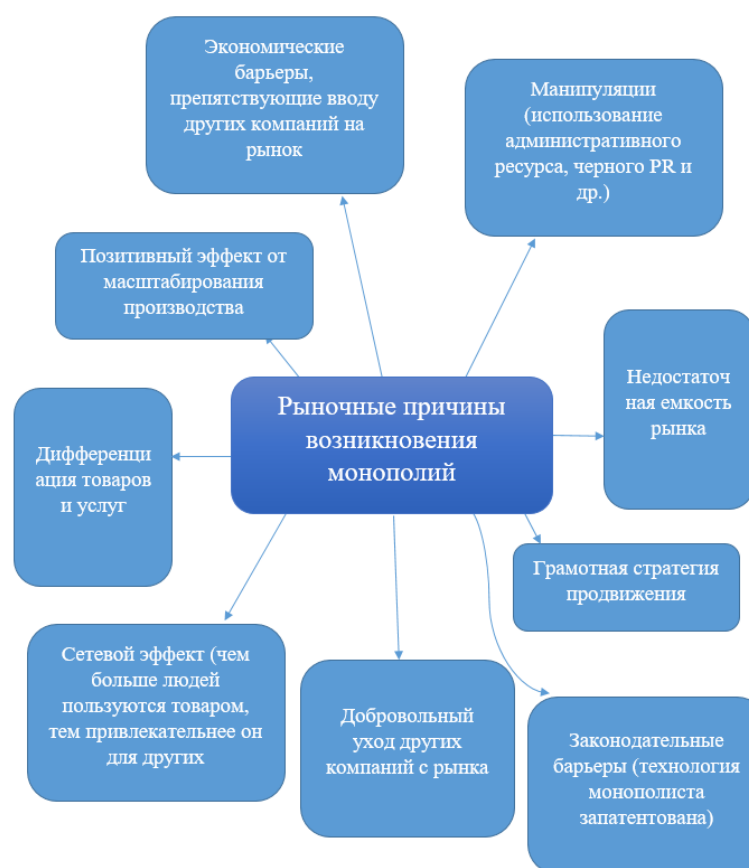 Экономические
барьеры,
препятствующие вводу
других компаний на
рынок
Манипуляции
(использование
административного
ресурса, черного PR и
др.)
Позитивный эффект от
масштабирования
производства
Недостаточ
ная емкость
рынка
Рыночные причины
возникновения
монополий
Дифференци
ация товаров
и услуг
Грамотная стратегия
продвижения
Сетевой эффект (чем
больше людей
пользуются товаром,
тем привлекательнее он
для других
Добровольный
уход других
компаний с рынка
Законодательные
барьеры (технология
монополиста
запатентована)